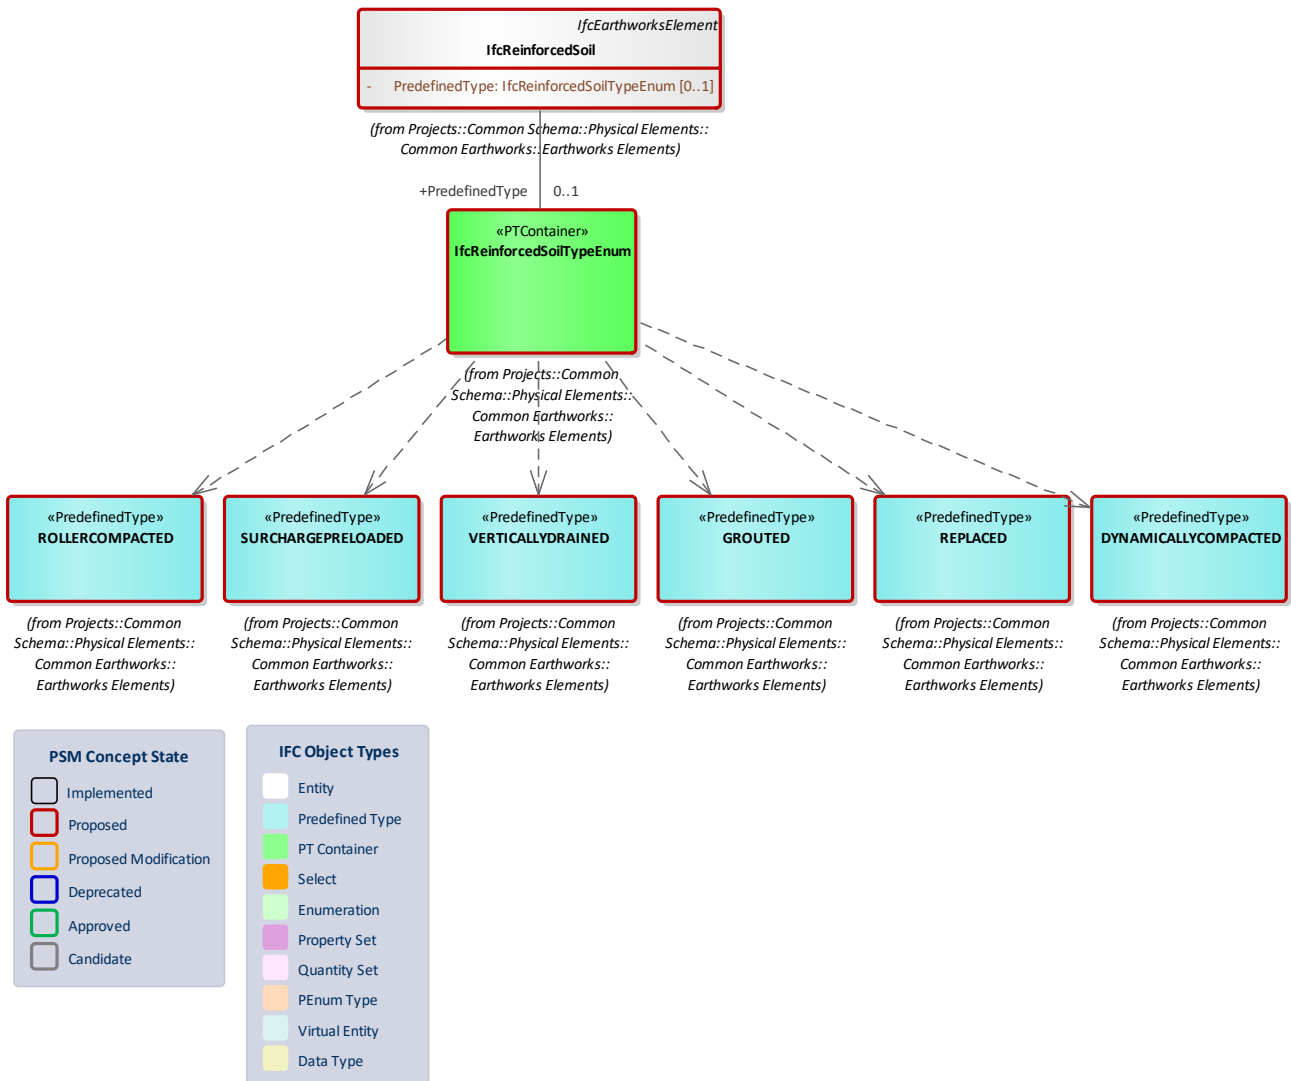 IfcEarthworksElement
IfcReinforcedSoil
- PredefinedType: IfcReinforcedSoilTypeEnum [0..1]
(from Projects::Common Schema::Physical Elements::
Common Earthworks::Earthworks Elements)
+PredefinedType 0..1
«PTContainer»
IfcReinforcedSoilTypeEnum
(from Projects::Common
Schema::Physical Elements::
Common Earthworks::
Earthworks Elements)
«PredefinedType»
ROLLERCOMPACTED
(from Projects::Common
Schema::Physical Elements::
Common Earthworks::
Earthworks Elements)
«PredefinedType»
SURCHARGEPRELOADED
(from Projects::Common
Schema::Physical Elements::
Common Earthworks::
Earthworks Elements)
«PredefinedType»
VERTICALLYDRAINED
(from Projects::Common
Schema::Physical Elements::
Common Earthworks::
Earthworks Elements)
«PredefinedType»
GROUTED
(from Projects::Common
Schema::Physical Elements::
Common Earthworks::
Earthworks Elements)
«PredefinedType»
REPLACED
(from Projects::Common
Schema::Physical Elements::
Common Earthworks::
Earthworks Elements)
«PredefinedType»
DYNAMICALLYCOMPACTED
(from Projects::Common
Schema::Physical Elements::
Common Earthworks::
Earthworks Elements)
PSM Concept State
Implemented
Proposed
Proposed Modification
Deprecated
Approved
Candidate
IFC Object Types
Entity
Predefined Type
PT Container
Select
Enumeration
Property Set
Quantity Set
PEnum Type
Virtual Entity
Data Type